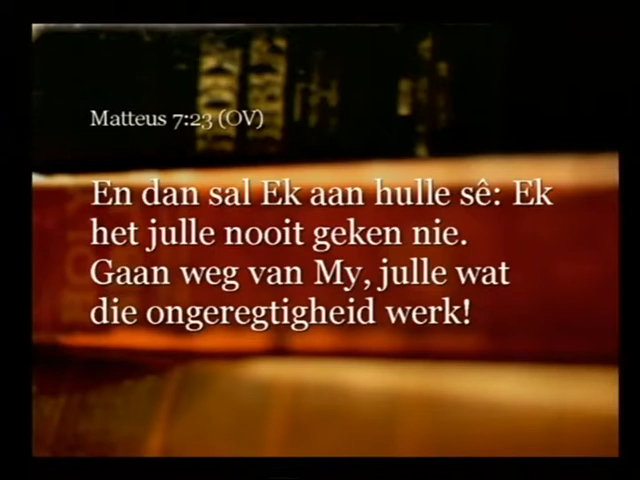 Matteus 7:23 (OV)
En dan sal Ek aan hulle sê: Ek
het julle nooit geken nie.
Gaan weg van My, julle wat
die ongeregtigheid werk!